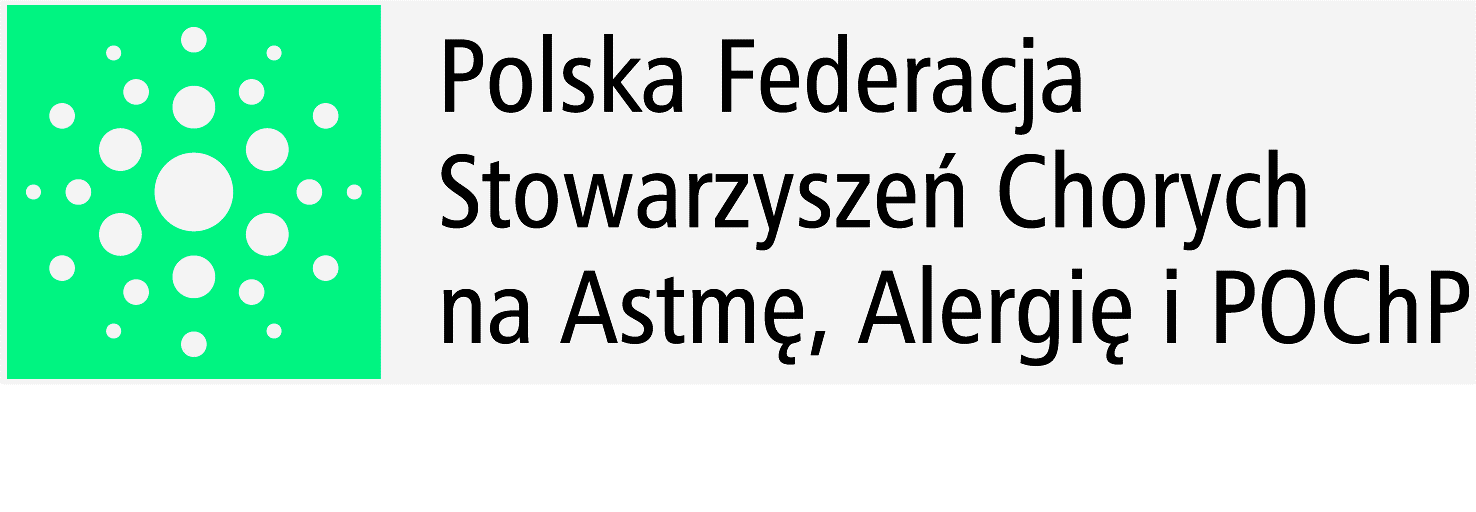 Polska Federacja
Stowarzyszeń Chorych
na Astmę, Alergię i POChP